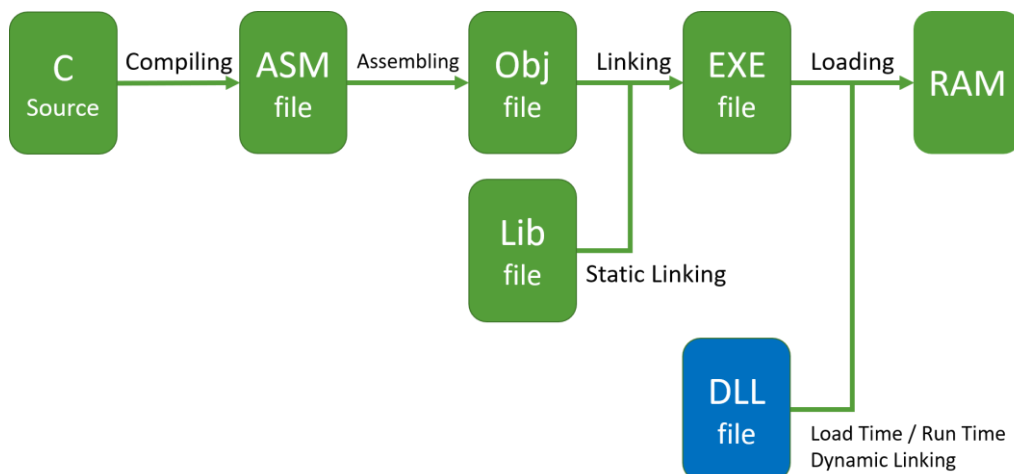 C
Source
Compiling
ASM
file
Assembling
Obj
file
Linking
EXE
file
Loading
RAM
Lib
file
Static Linking
DLL
file
Load Time / Run Time
Dynamic Linking